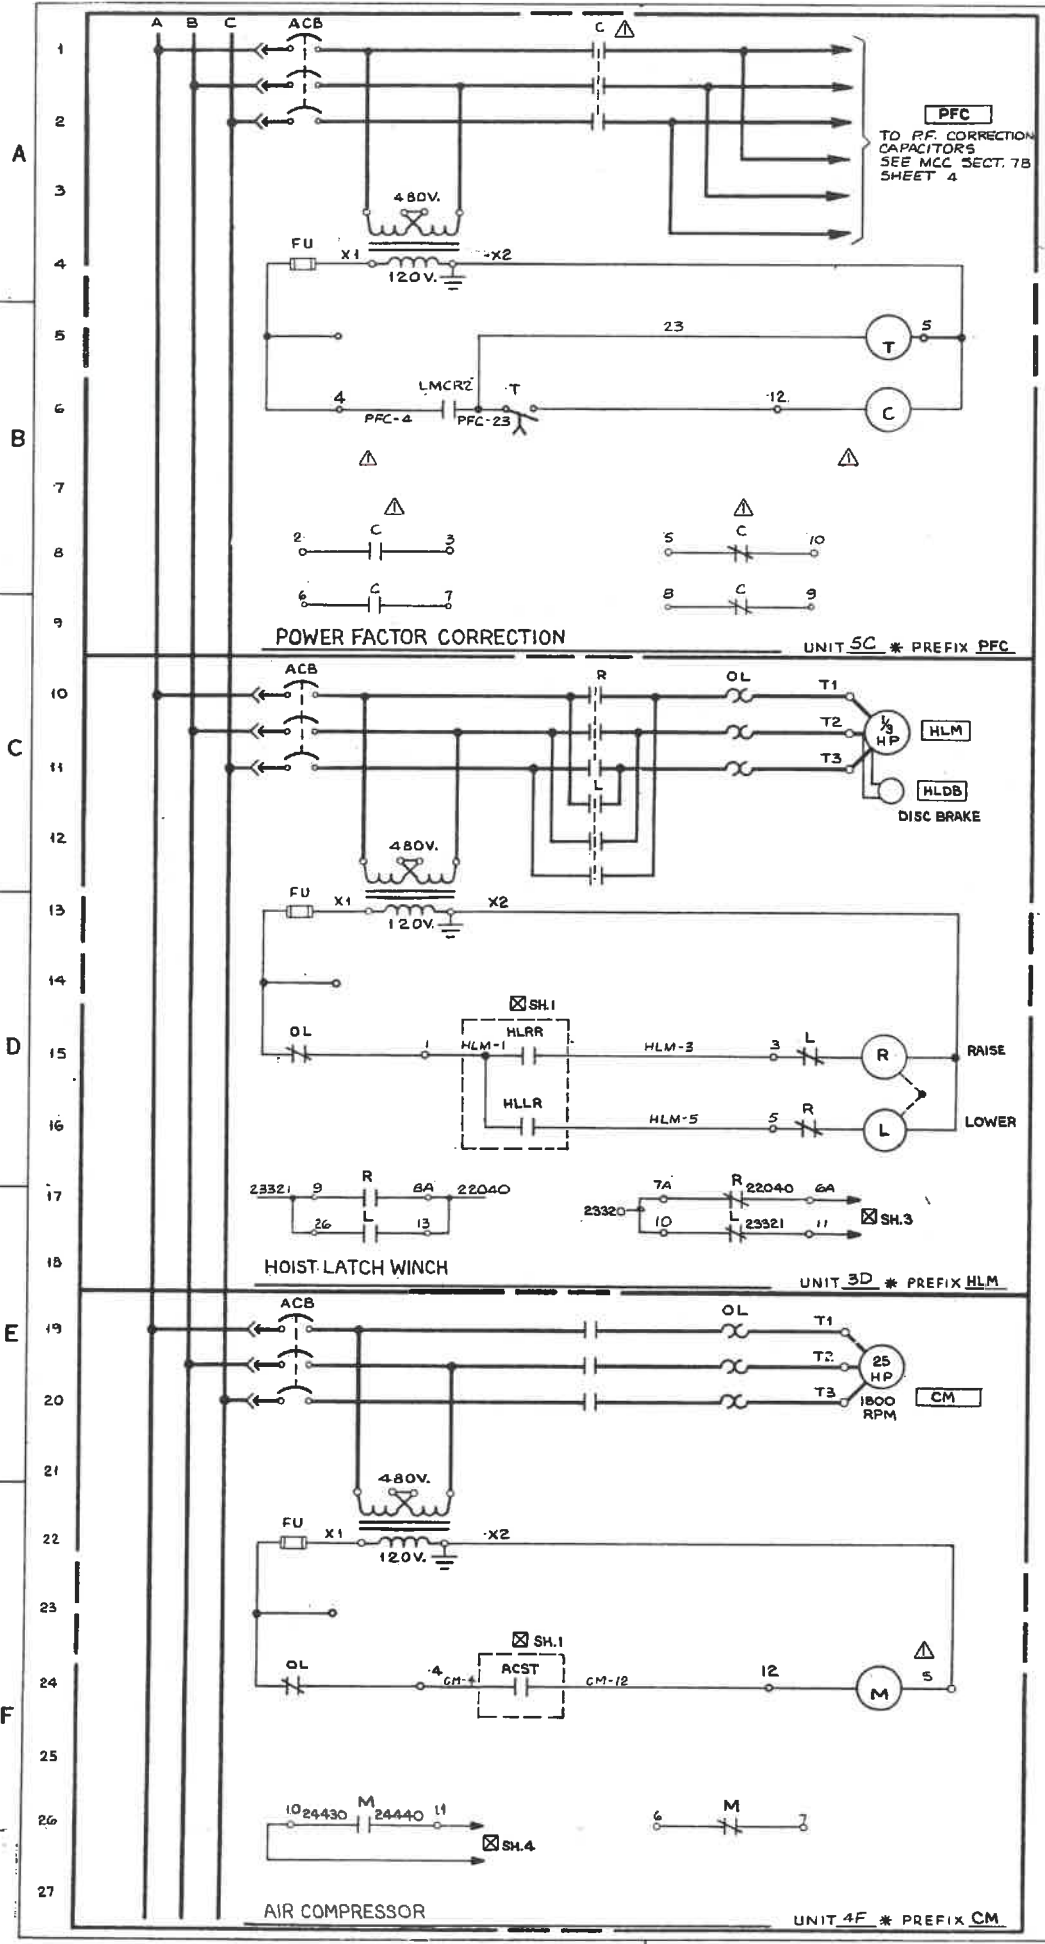 A B C ACB C 1
1
2
PFC
TO P.F. CORRECTION
CAPACITORS
SEE MCC SECT. 7B
SHEET 4
A
3
480V.
FU X1 X2
4
120V.
5 23 T 5
LMCR2 T
6 4 PFC-4 PFC-23 12 C
B
1 1
7
1 1
8 2 C 3 5 C 10
6 C 7 8 C 9
9
POWER FACTOR CORRECTION UNIT 5C * PREFIX PFC
ACB R OL T1
10
C
T2 1/3 HP HLM
11 T3
L
HLDB
DISC BRAKE
12
480V.
FU
13 X1 X2
120V.
14
SH.1
D
OL HLRR
15 1 HLM-1 HLM-3 3 L R RAISE
HLLR R
16 HLM-5 5 L LOWER
17 23321 9 R 8A 22040 7A R 22040 6A
26 L 13 23320 10 L 23321 11 SH.3
18
HOIST LATCH WINCH UNIT 3D * PREFIX HLM
E
ACB OL T1
19
T2 25 HP
20 T3 1800 RPM CM
21
480V.
FU X1 X2
22
120V.
23
SH.1 1
OL ACST
24 4 CM-4 CM-12 12 M 5
F
25
26 10 24430 M 24440 11 6 M 7
SH.4
27
AIR COMPRESSOR UNIT 4F * PREFIX CM